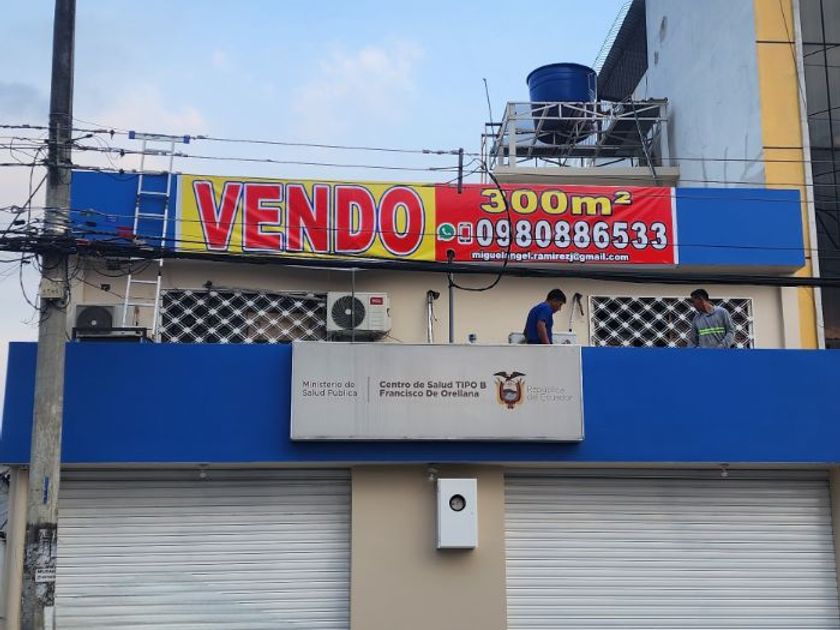 VENDO
300m²
0980886533
miguelangel.ramirezj@gmail.com
Ministerio de
Salud Pública
Centro de Salud TIPO B
Francisco De Orellana
República
del Ecuador